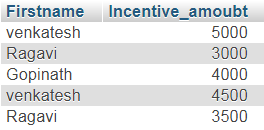 Firstname Incentive_amoubt
venkatesh 5000
Ragavi 3000
Gopinath 4000
venkatesh 4500
Ragavi 3500